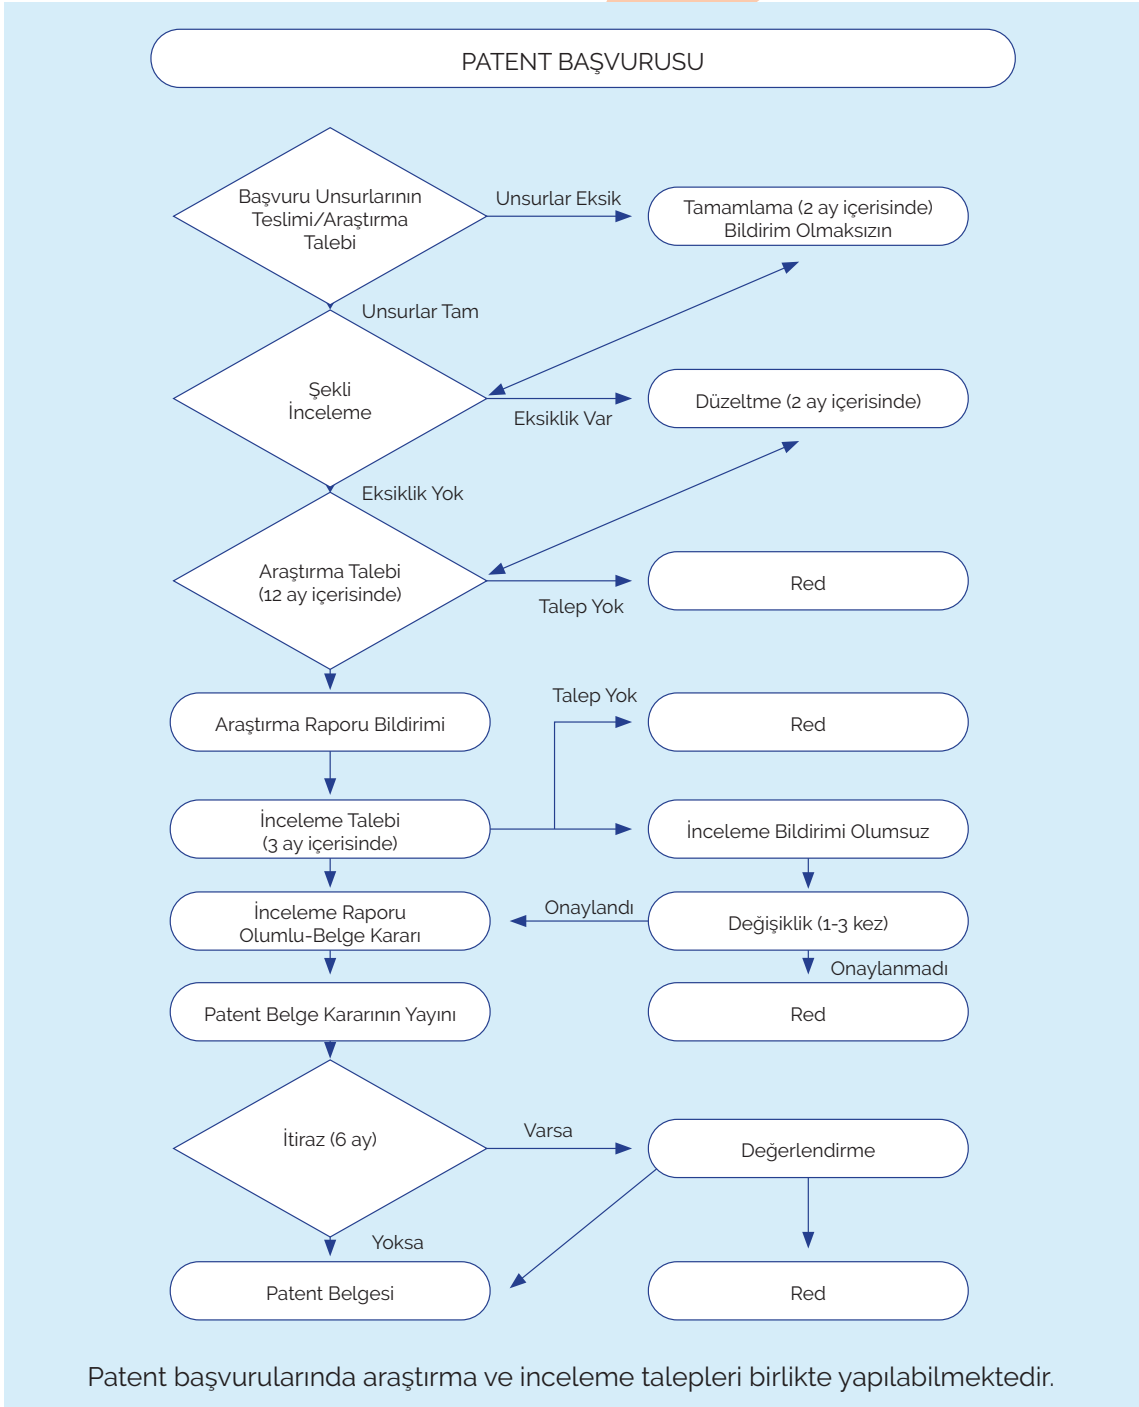 PATENT BAŞVURUSU
Başvuru Unsurlarının
Teslimi/Araştırma
Talebi
Unsurlar Eksik
Tamamlama (2 ay içerisinde)
Bildirim Olmaksızın
Unsurlar Tam
Şekli
İnceleme
Eksiklik Var
Düzeltme (2 ay içerisinde)
Eksiklik Yok
Araştırma Talebi
(12 ay içerisinde)
Talep Yok
Red
Araştırma Raporu Bildirimi
Talep Yok
Red
İnceleme Talebi
(3 ay içerisinde)
İnceleme Bildirimi Olumsuz
İnceleme Raporu
Olumlu-Belge Kararı
Onaylandı
Değişiklik (1-3 kez)
Onaylanmadı
Patent Belge Kararının Yayını
Red
İtiraz (6 ay)
Varsa
Değerlendirme
Yoksa
Patent Belgesi
Red
Patent başvurularında araştırma ve inceleme talepleri birlikte yapılabilmektedir.